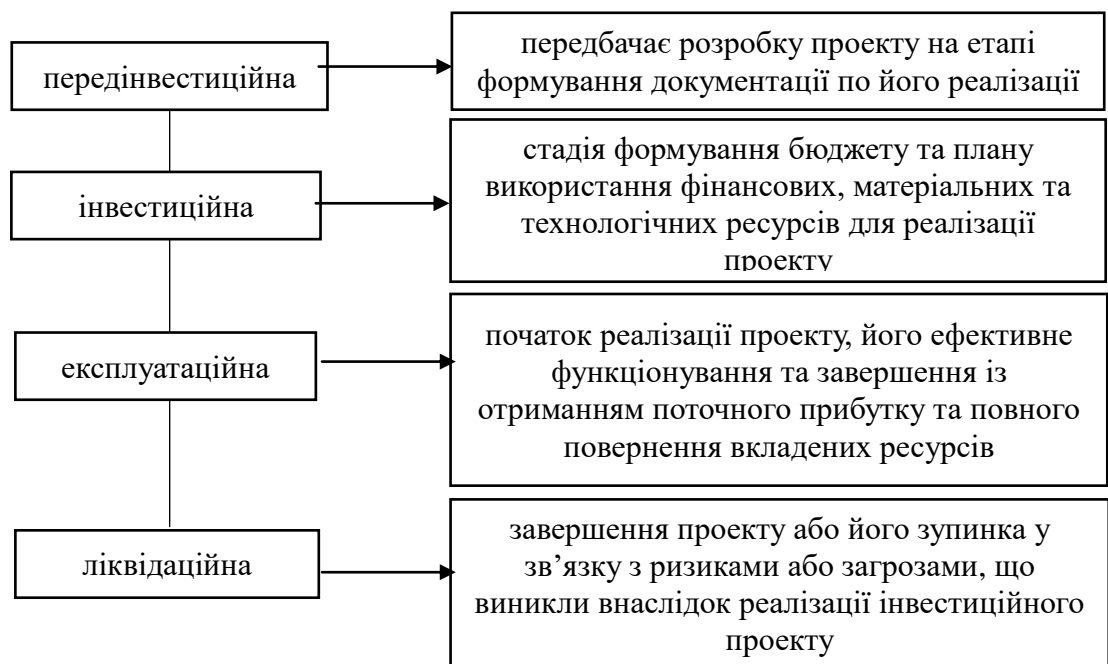 передінвестиційна
передбачає розробку проекту на етапі
формування документації по його реалізації
інвестиційна
стадія формування бюджету та плану
використання фінансових, матеріальних та
технологічних ресурсів для реалізації
проекту
експлуатаційна
початок реалізації проекту, його ефективне
функціонування та завершення із
отриманням поточного прибутку та повного
повернення вкладених ресурсів
ліквідаційна
завершення проекту або його зупинка у
зв’язку з ризиками або загрозами, що
виникли внаслідок реалізації інвестиційного
проекту